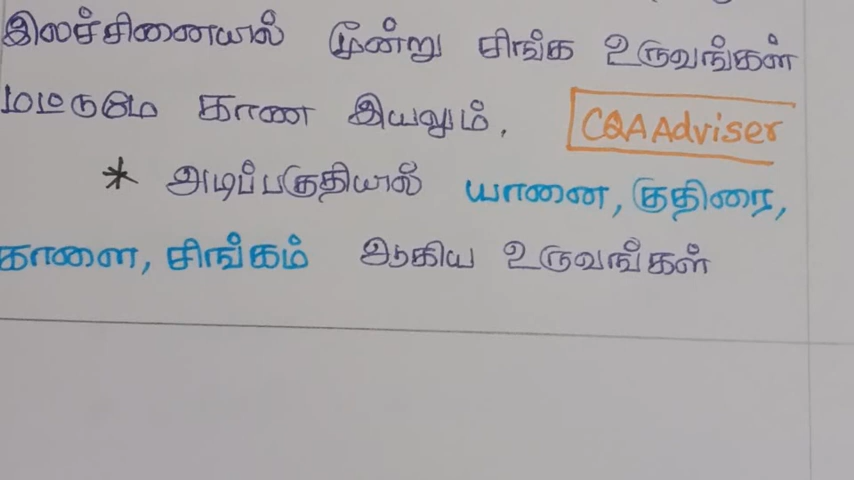 இலச்சினையில் மூன்று சிங்க உருவங்கள்
மட்டுமே காண இயலும்.
CQA Adviser
* அடிப்பகுதியில் யானை, குதிரை,
காளை, சிங்கம் ஆகிய உருவங்கள்